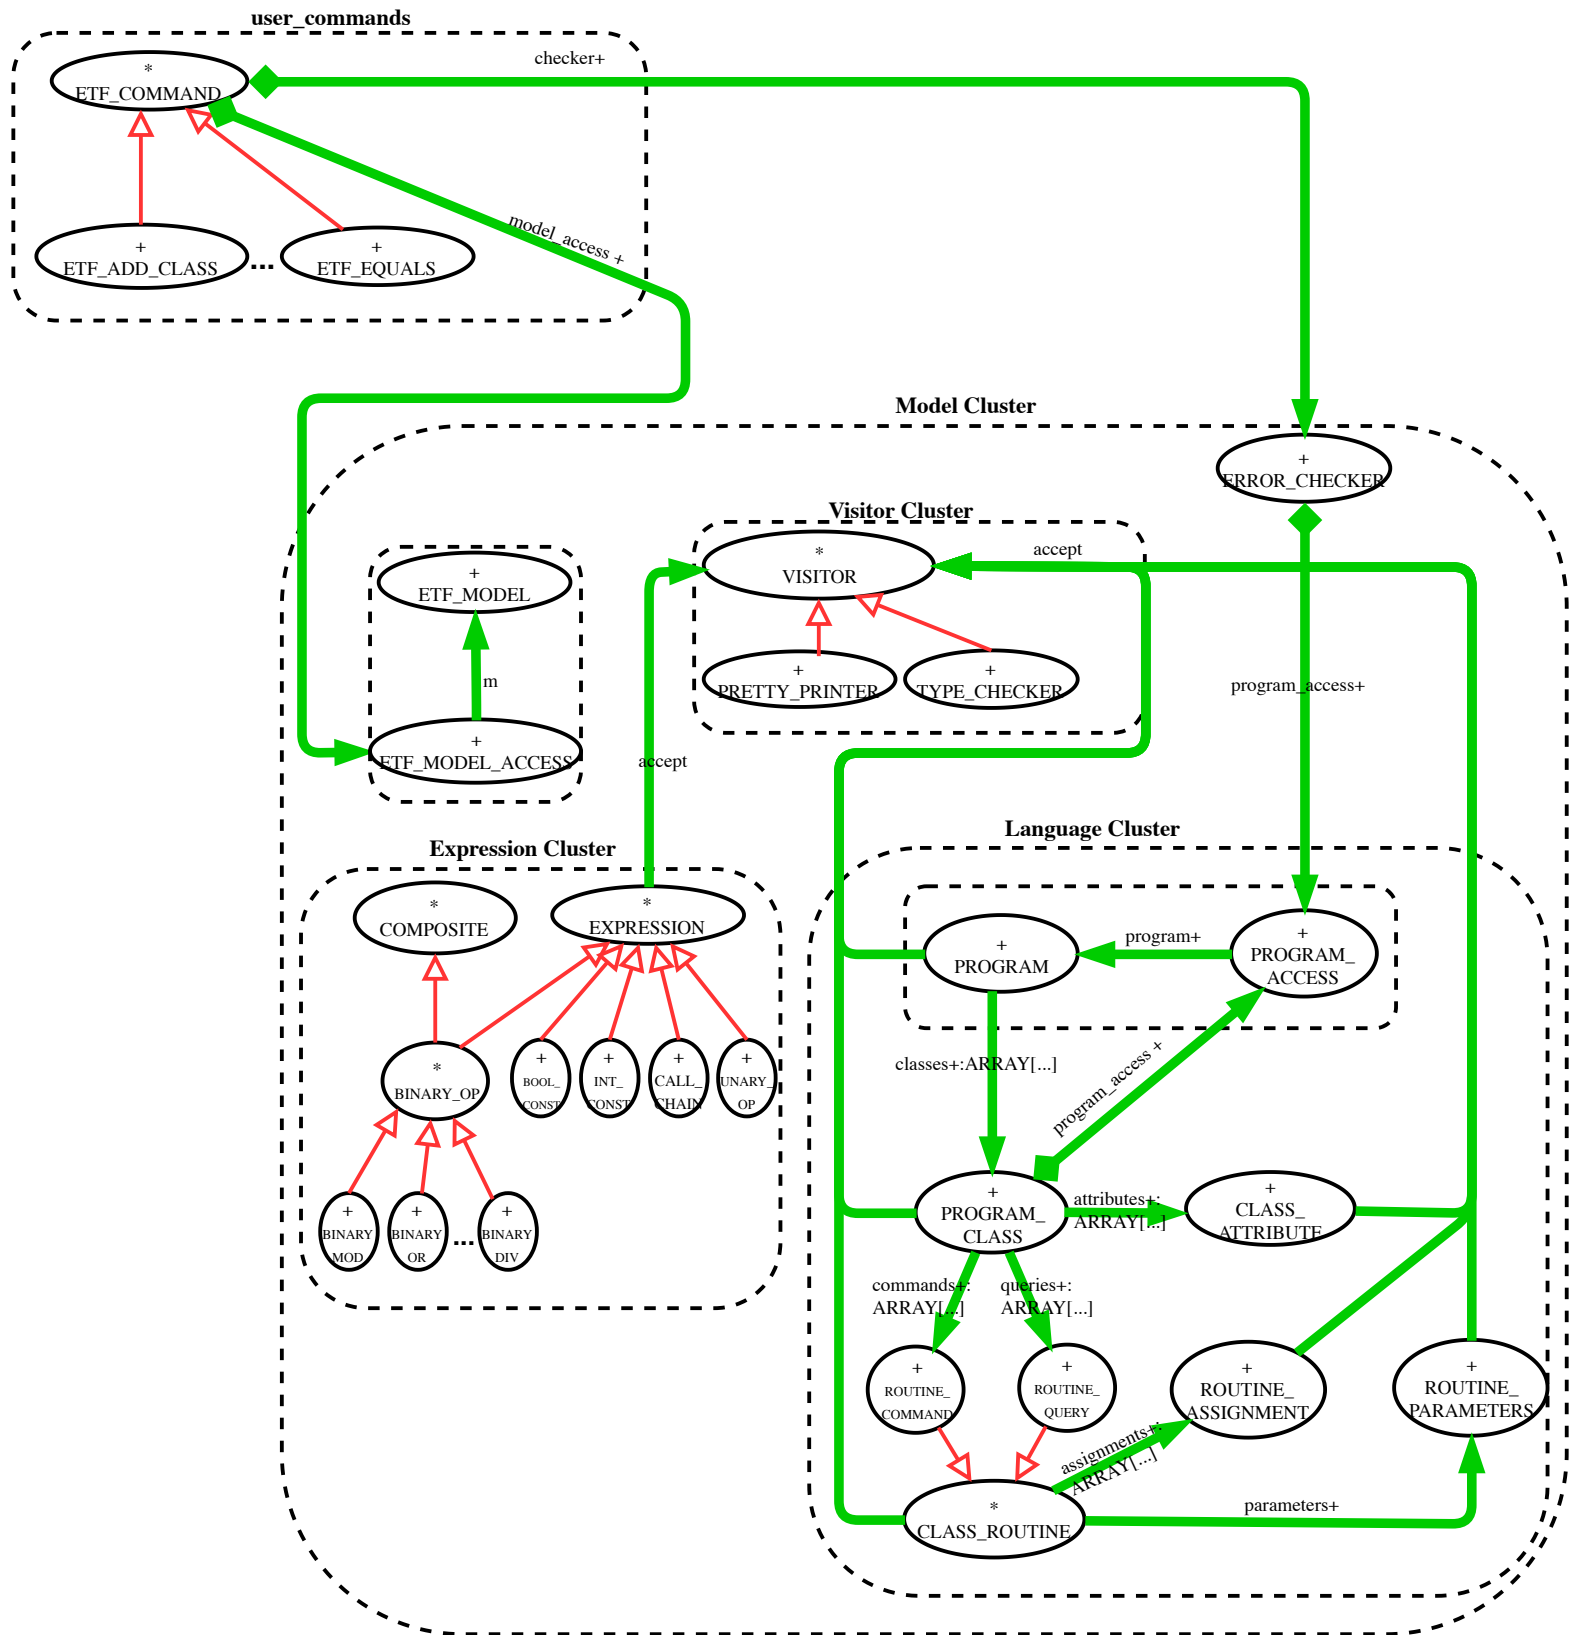 user_commands
checker+
*
ETF_COMMAND
model_access +
+
ETF_ADD_CLASS
...
+
ETF_EQUALS
Model Cluster
+
ERROR_CHECKER
Visitor Cluster
*
VISITOR
accept
+
ETF_MODEL
m
+
ETF_MODEL_ACCESS
+
PRETTY_PRINTER
+
TYPE_CHECKER
program_access+
accept
Expression Cluster
*
COMPOSITE
*
EXPRESSION
*
BINARY_OP
+
BOOL_
CONST
+
INT_
CONST
+
CALL_
CHAIN
+
UNARY_
OP
+
BINARY
MOD
+
BINARY
OR
...
+
BINARY
DIV
Language Cluster
+
PROGRAM
program+
+
PROGRAM_
ACCESS
classes+:ARRAY[...]
program_access +
+
PROGRAM_
CLASS
attributes+:
ARRAY[...]
+
CLASS_
ATTRIBUTE
commands+:
ARRAY[...]
queries+:
ARRAY[...]
+
ROUTINE_
COMMAND
+
ROUTINE_
QUERY
+
ROUTINE_
ASSIGNMENT
+
ROUTINE_
PARAMETERS
assignments+:
ARRAY[...]
*
CLASS_ROUTINE
parameters+